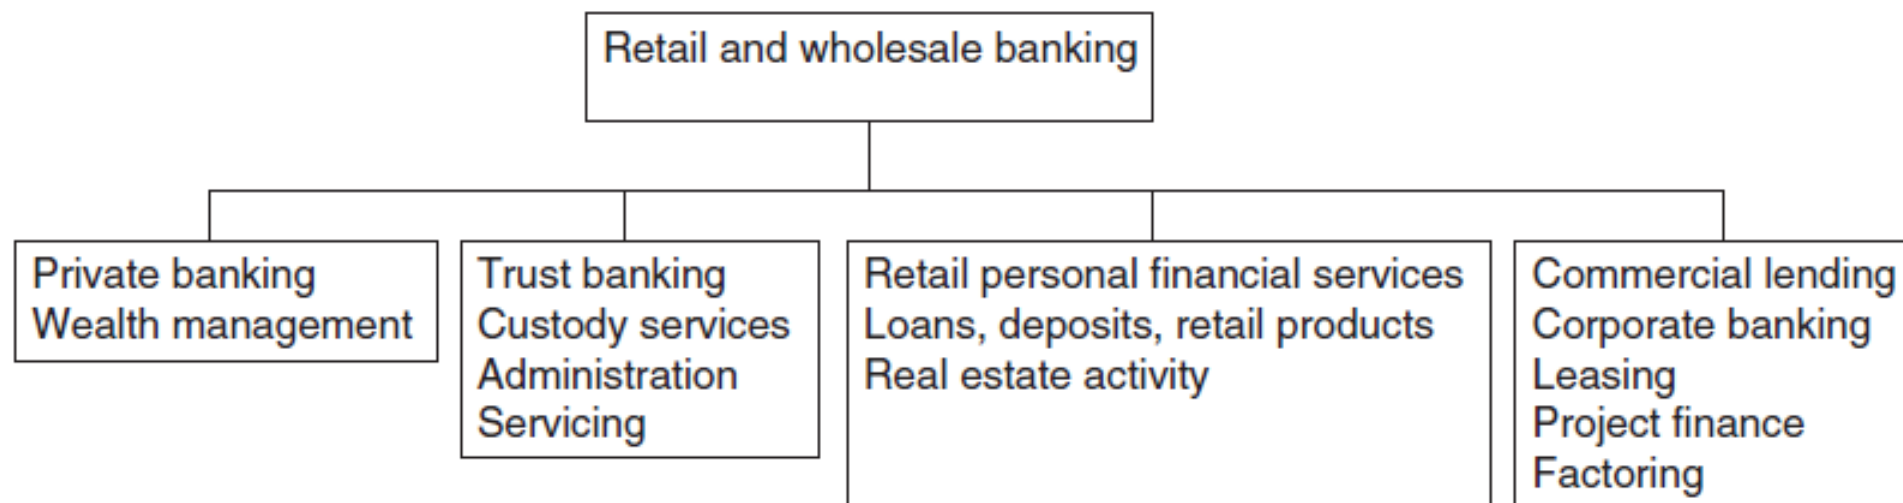 Retail and wholesale banking
Private banking
Wealth management
Trust banking
Custody services
Administration
Servicing
Retail personal financial services
Loans, deposits, retail products
Real estate activity
Commercial lending
Corporate banking
Leasing
Project finance
Factoring